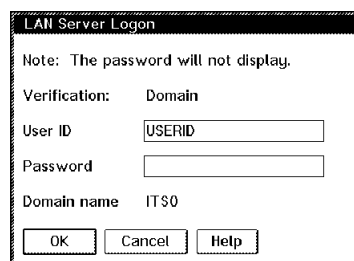 LAN Server Logon
Note: The password will not display.
Verification: Domain
User ID USERID
Password
Domain name ITSO
OK Cancel Help